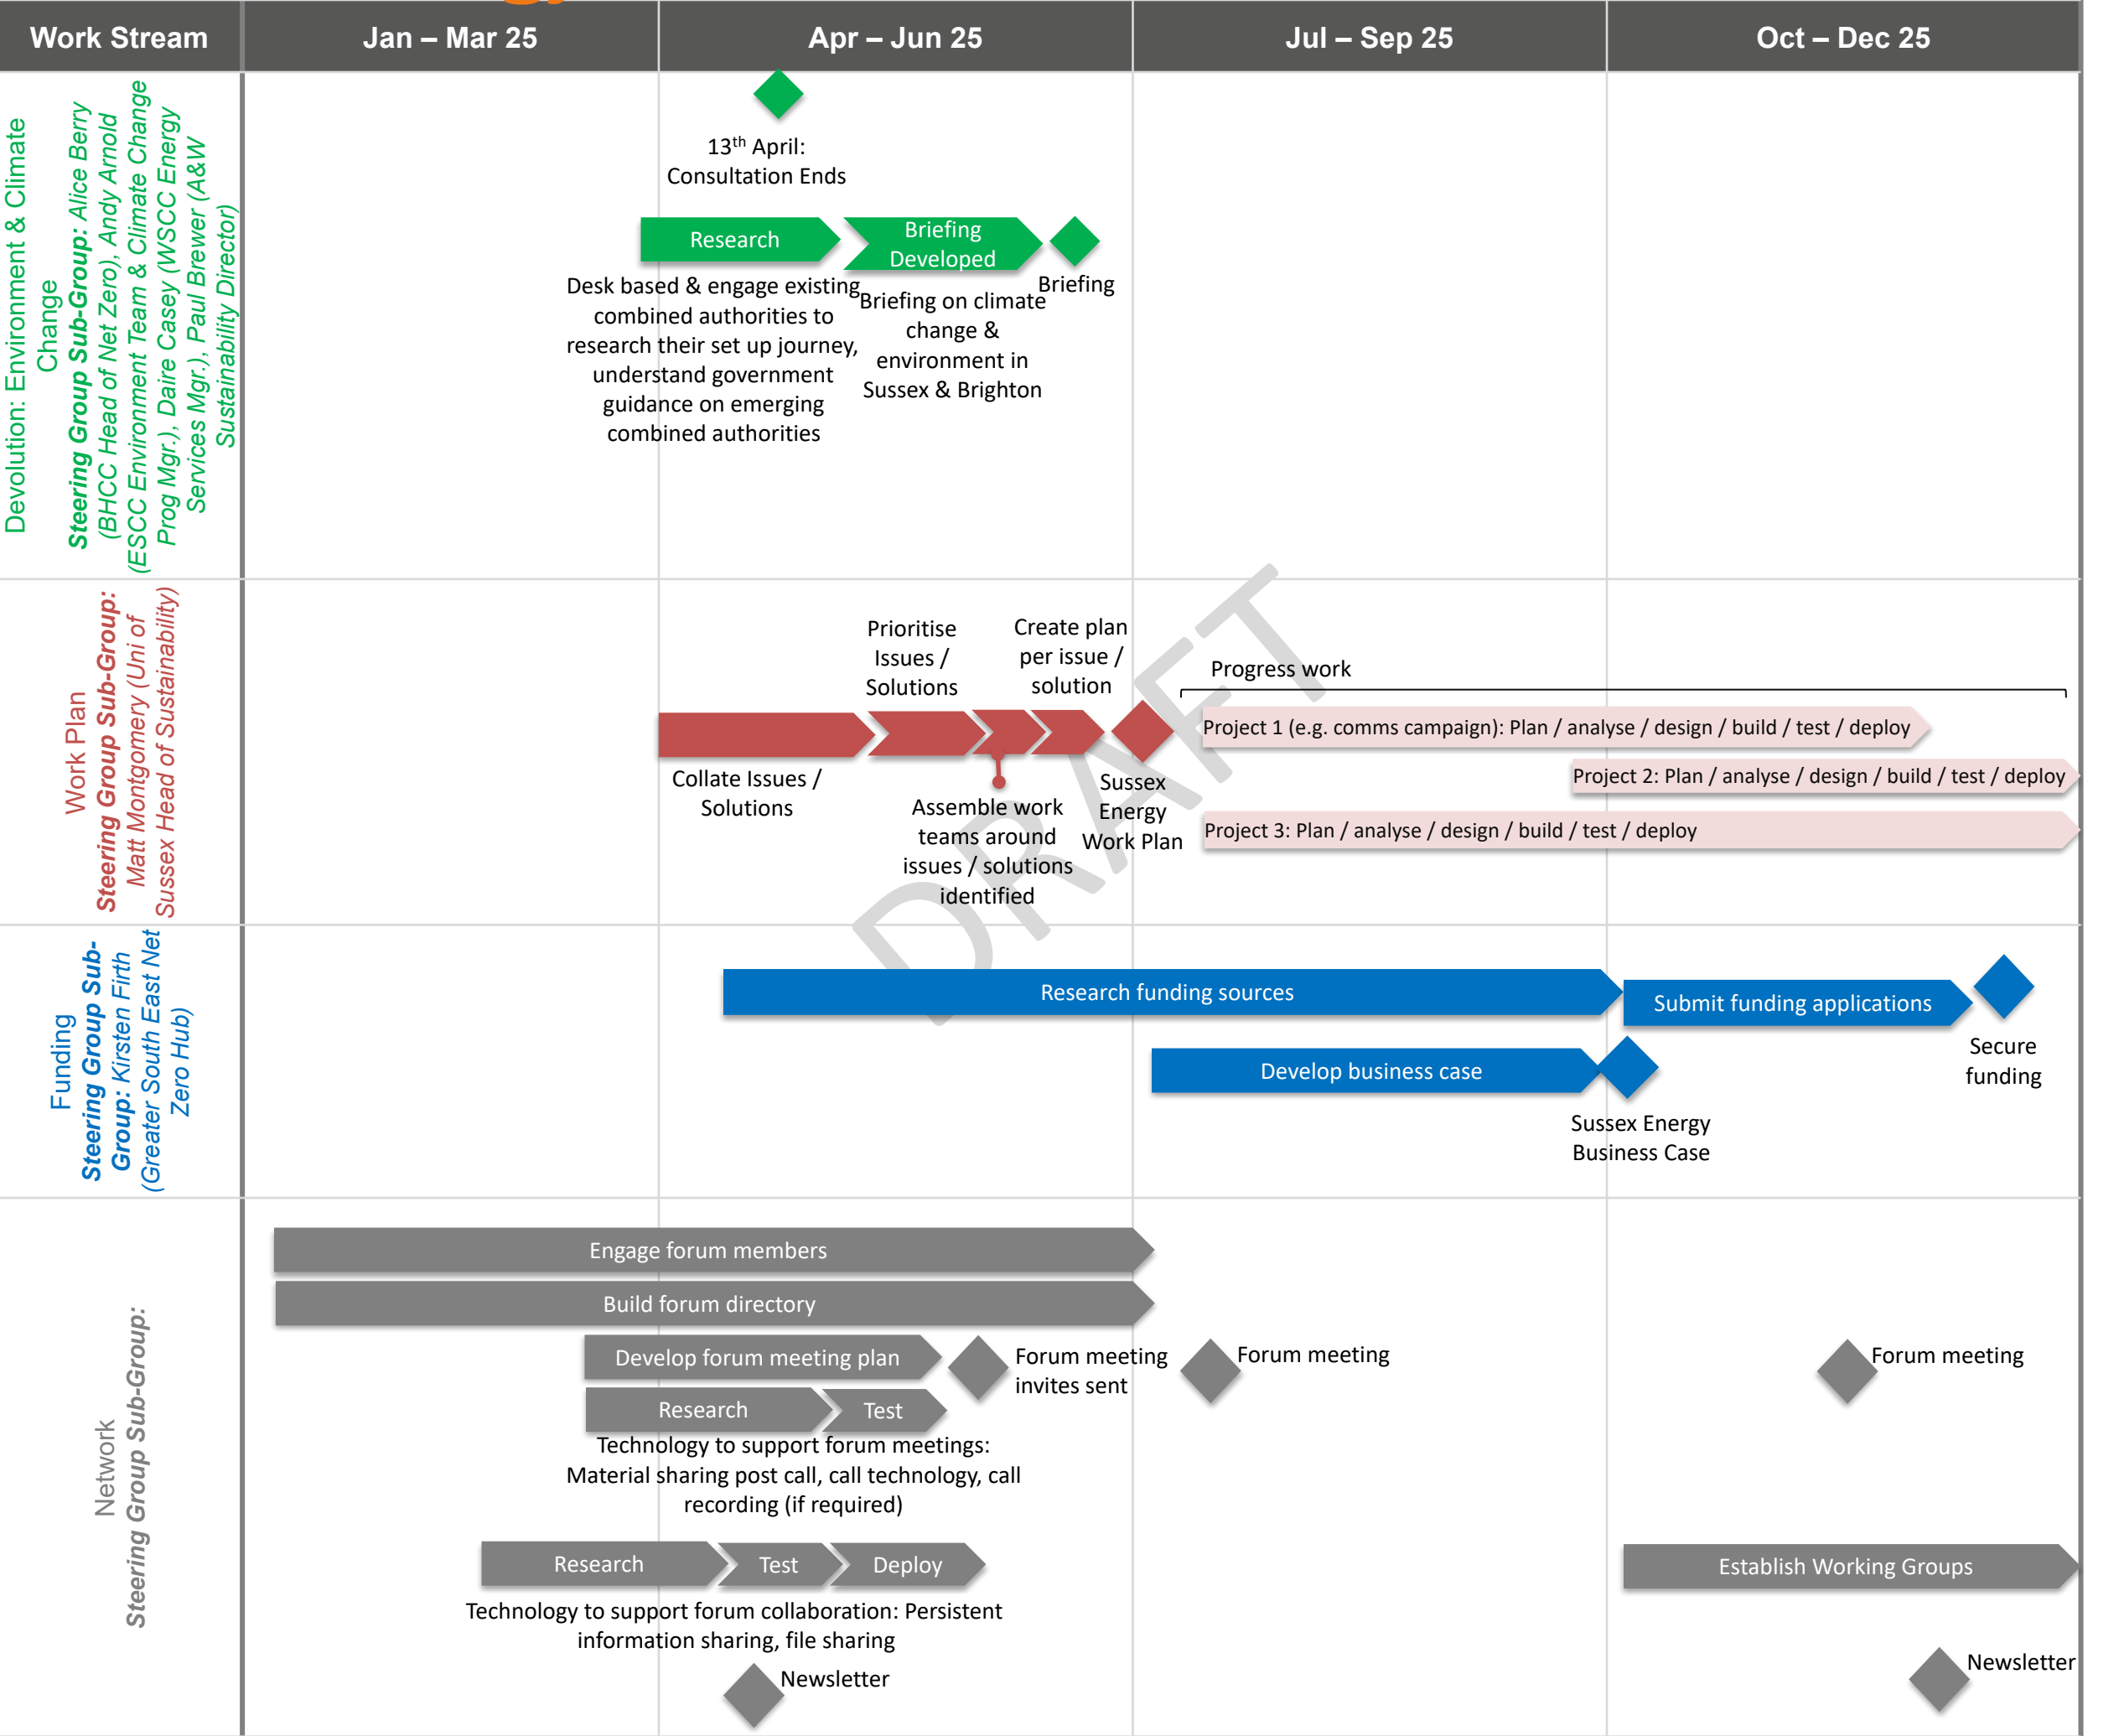 Work Stream
Jan – Mar 25
Apr – Jun 25
Jul – Sep 25
Oct – Dec 25
Devolution: Environment & Climate
Change
Steering Group Sub-Group: Alice Berry
(BHCC Head of Net Zero), Andy Arnold
(ESCC Environment Team & Climate Change
Prog Mgr.), Daire Casey (WSCC Energy
Services Mgr.), Paul Brewer (A&W
Sustainability Director)
13th April:
Consultation Ends
Research
Briefing
Developed
Briefing
Desk based & engage existing
combined authorities to
research their set up journey,
understand government
guidance on emerging
combined authorities
Briefing on climate
change &
environment in
Sussex & Brighton
Work Plan
Steering Group Sub-Group:
Matt Montgomery (Uni of
Sussex Head of Sustainability)
Prioritise
Issues /
Solutions
Create plan
per issue /
solution
Collate Issues /
Solutions
Assemble work
teams around
issues / solutions
identified
Sussex
Energy
Work Plan
Progress work
Project 1 (e.g. comms campaign): Plan / analyse / design / build / test / deploy
Project 2: Plan / analyse / design / build / test / deploy
Project 3: Plan / analyse / design / build / test / deploy
DRAFT
Funding
Steering Group Sub-
Group: Kirsten Firth
(Greater South East Net
Zero Hub)
Research funding sources
Submit funding applications
Secure
funding
Develop business case
Sussex Energy
Business Case
Network
Steering Group Sub-Group:
Engage forum members
Build forum directory
Develop forum meeting plan
Forum meeting
invites sent
Forum meeting
Forum meeting
Research
Test
Technology to support forum meetings:
Material sharing post call, call technology, call
recording (if required)
Research
Test
Deploy
Establish Working Groups
Technology to support forum collaboration: Persistent
information sharing, file sharing
Newsletter
Newsletter